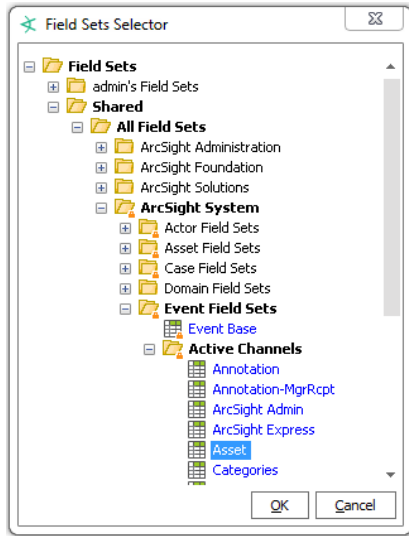 Field Sets Selector
Field Sets
admin's Field Sets
Shared
All Field Sets
ArcSight Administration
ArcSight Foundation
ArcSight Solutions
ArcSight System
Actor Field Sets
Asset Field Sets
Case Field Sets
Domain Field Sets
Event Field Sets
Event Base
Active Channels
Annotation
Annotation-MgrRcpt
ArcSight Admin
ArcSight Express
Asset
Categories
OK Cancel